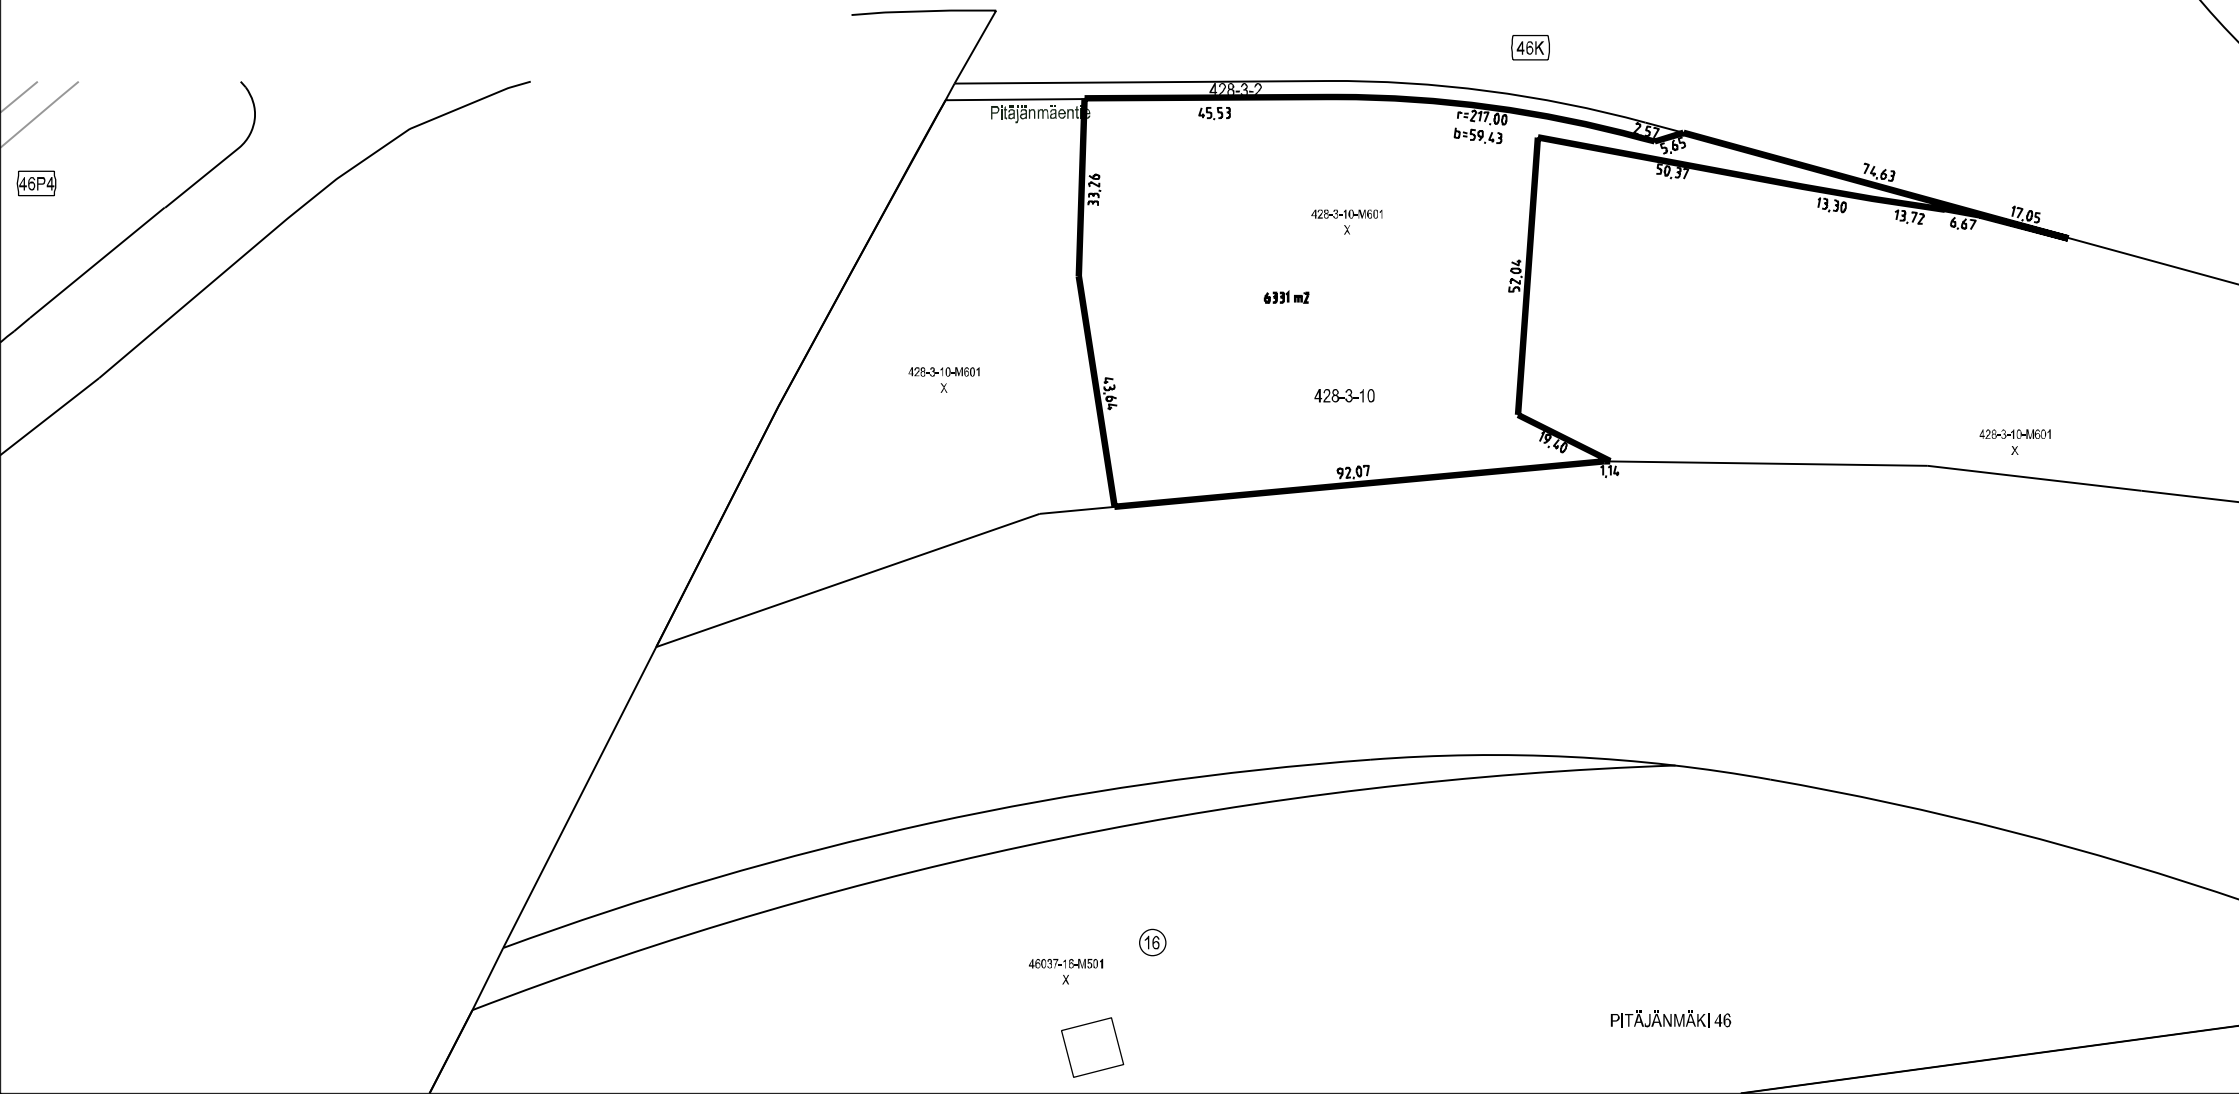 46K
428-3-2
Pitäjänmäentie
45,53
r=217.00
b=59,43
2,57
5,65
74,63
50,37
13,30
13,72
6,67
17,05
46P4
33,26
428-3-10-M601
X
52,04
6331 m2
428-3-10-M601
X
43,64
428-3-10
19,40
428-3-10-M601
X
92,07
1,14
16
46037-16-M501
X
PITÄJÄNMÄKI 46